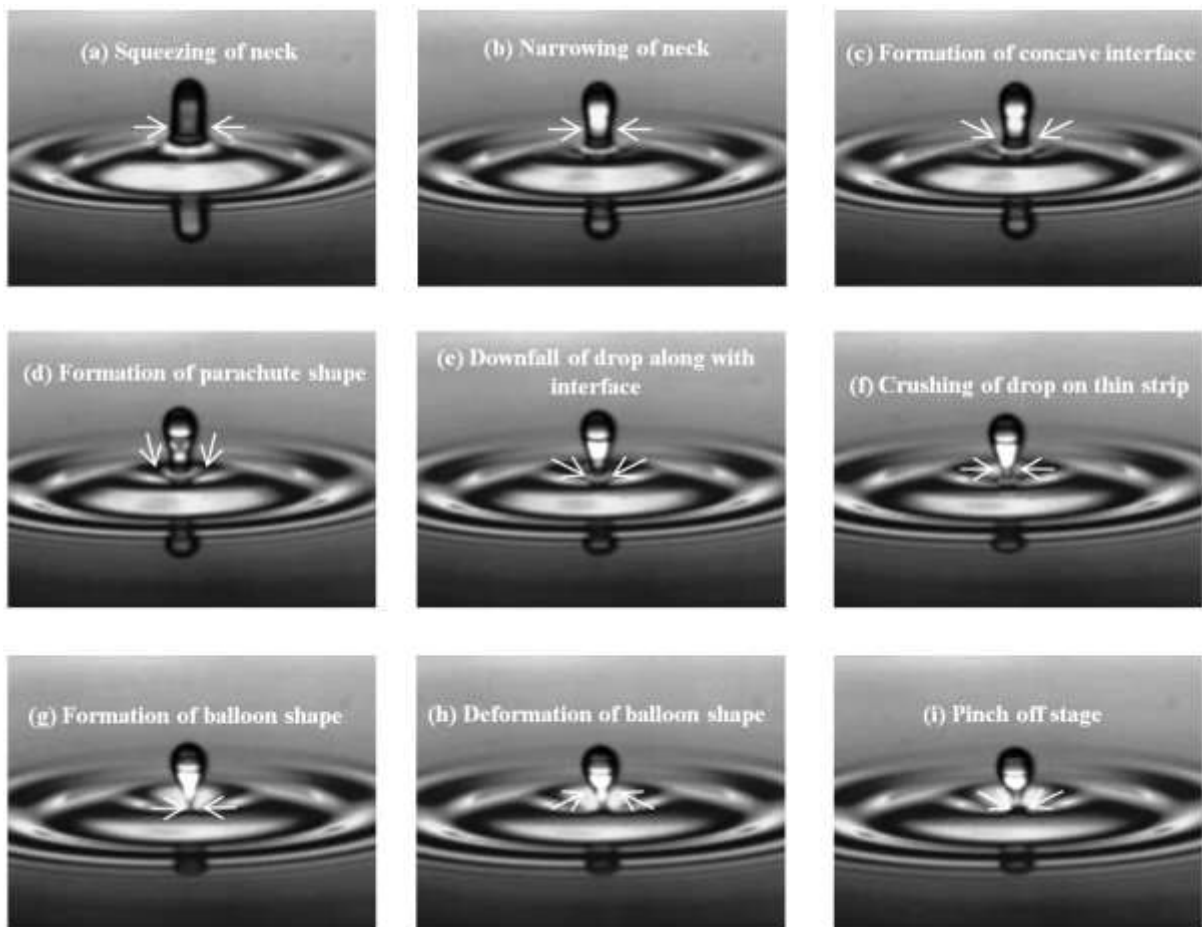 (a) Squeezing of neck
(b) Narrowing of neck
(c) Formation of concave interface
(d) Formation of parachute shape
(e) Downfall of drop along with
interface
(f) Crushing of drop on thin strip
(g) Formation of balloon shape
(h) Deformation of balloon shape
(i) Pinch off stage